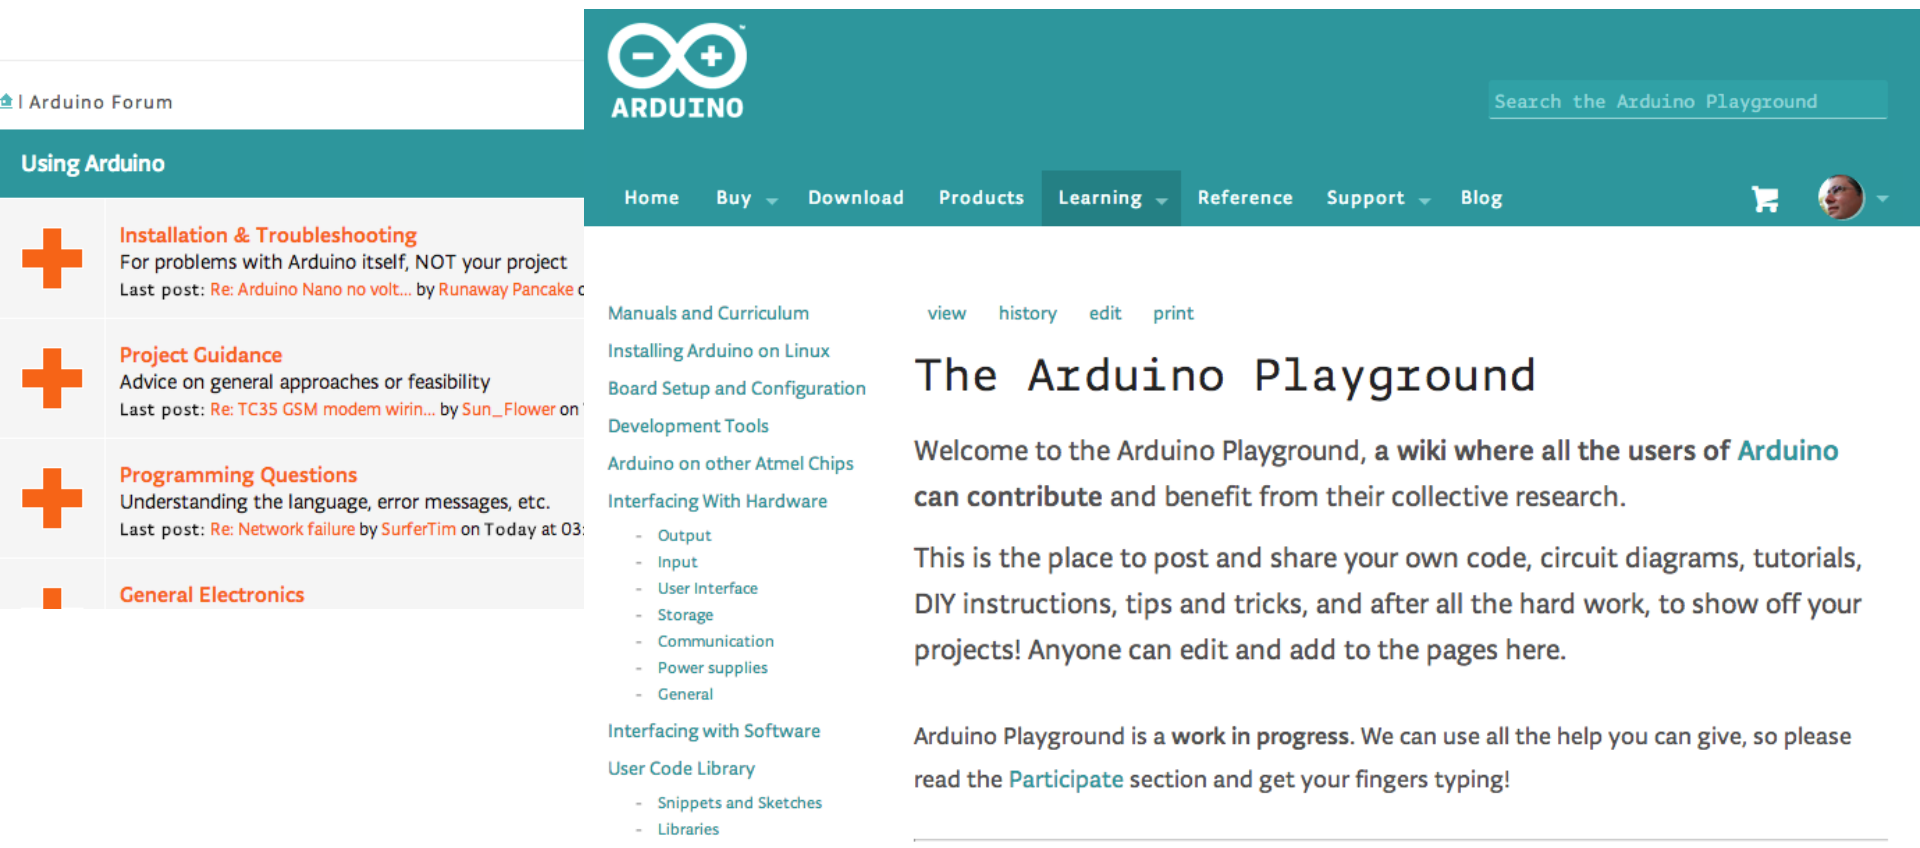 | Arduino Forum
Using Arduino
Installation & Troubleshooting
For problems with Arduino itself, NOT your project
Last post: Re: Arduino Nano no volt... by Runaway Pancake
Project Guidance
Advice on general approaches or feasibility
Last post: Re: TC35 GSM modem wirin... by Sun_Flower on
Programming Questions
Understanding the language, error messages, etc.
Last post: Re: Network failure by SurferTim on Today at 03:
General Electronics
ARDUINO
Search the Arduino Playground
Home Buy Download Products Learning Reference Support Blog
Manuals and Curriculum
Installing Arduino on Linux
Board Setup and Configuration
Development Tools
Arduino on other Atmel Chips
Interfacing With Hardware
- Output
- Input
- User Interface
- Storage
- Communication
- Power supplies
- General
Interfacing with Software
User Code Library
- Snippets and Sketches
- Libraries
view history edit print
The Arduino Playground
Welcome to the Arduino Playground, a wiki where all the users of Arduino
can contribute and benefit from their collective research.
This is the place to post and share your own code, circuit diagrams, tutorials,
DIY instructions, tips and tricks, and after all the hard work, to show off your
projects! Anyone can edit and add to the pages here.
Arduino Playground is a work in progress. We can use all the help you can give, so please
read the Participate section and get your fingers typing!